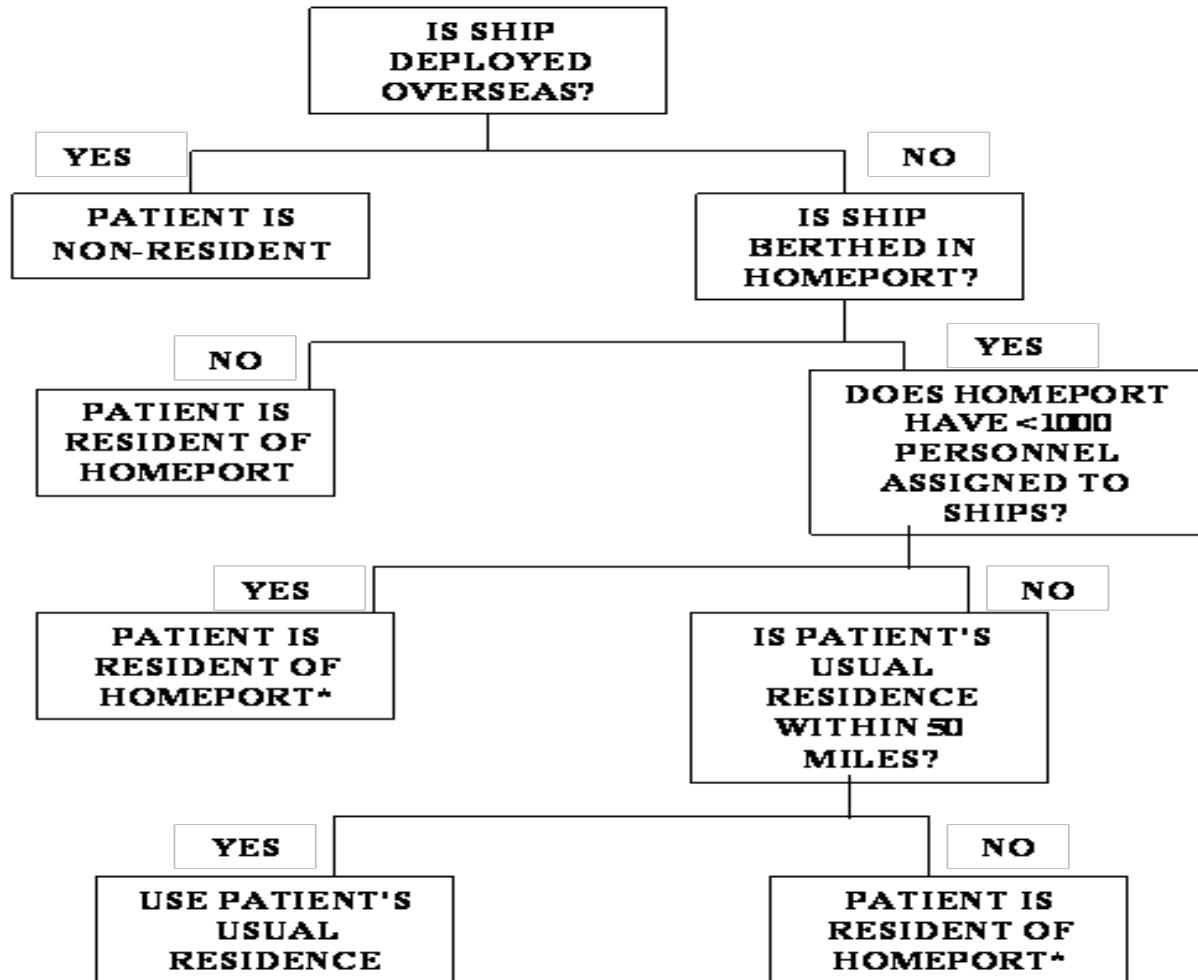 IS SHIP
DEPLOYED
OVERSEAS?
YES
NO
PATIENT IS
NON-RESIDENT
IS SHIP
BERTHED IN
HOMEPORT?
NO
YES
PATIENT IS
RESIDENT OF
HOMEPORT
DOES HOMEPORT
HAVE <1000
PERSONNEL
ASSIGNED TO
SHIPS?
YES
NO
PATIENT IS
RESIDENT OF
HOMEPORT*
IS PATIENT'S
USUAL
RESIDENCE
WITHIN 50
MILES?
YES
NO
USE PATIENT'S
USUAL
RESIDENCE
PATIENT IS
RESIDENT OF
HOMEPORT*